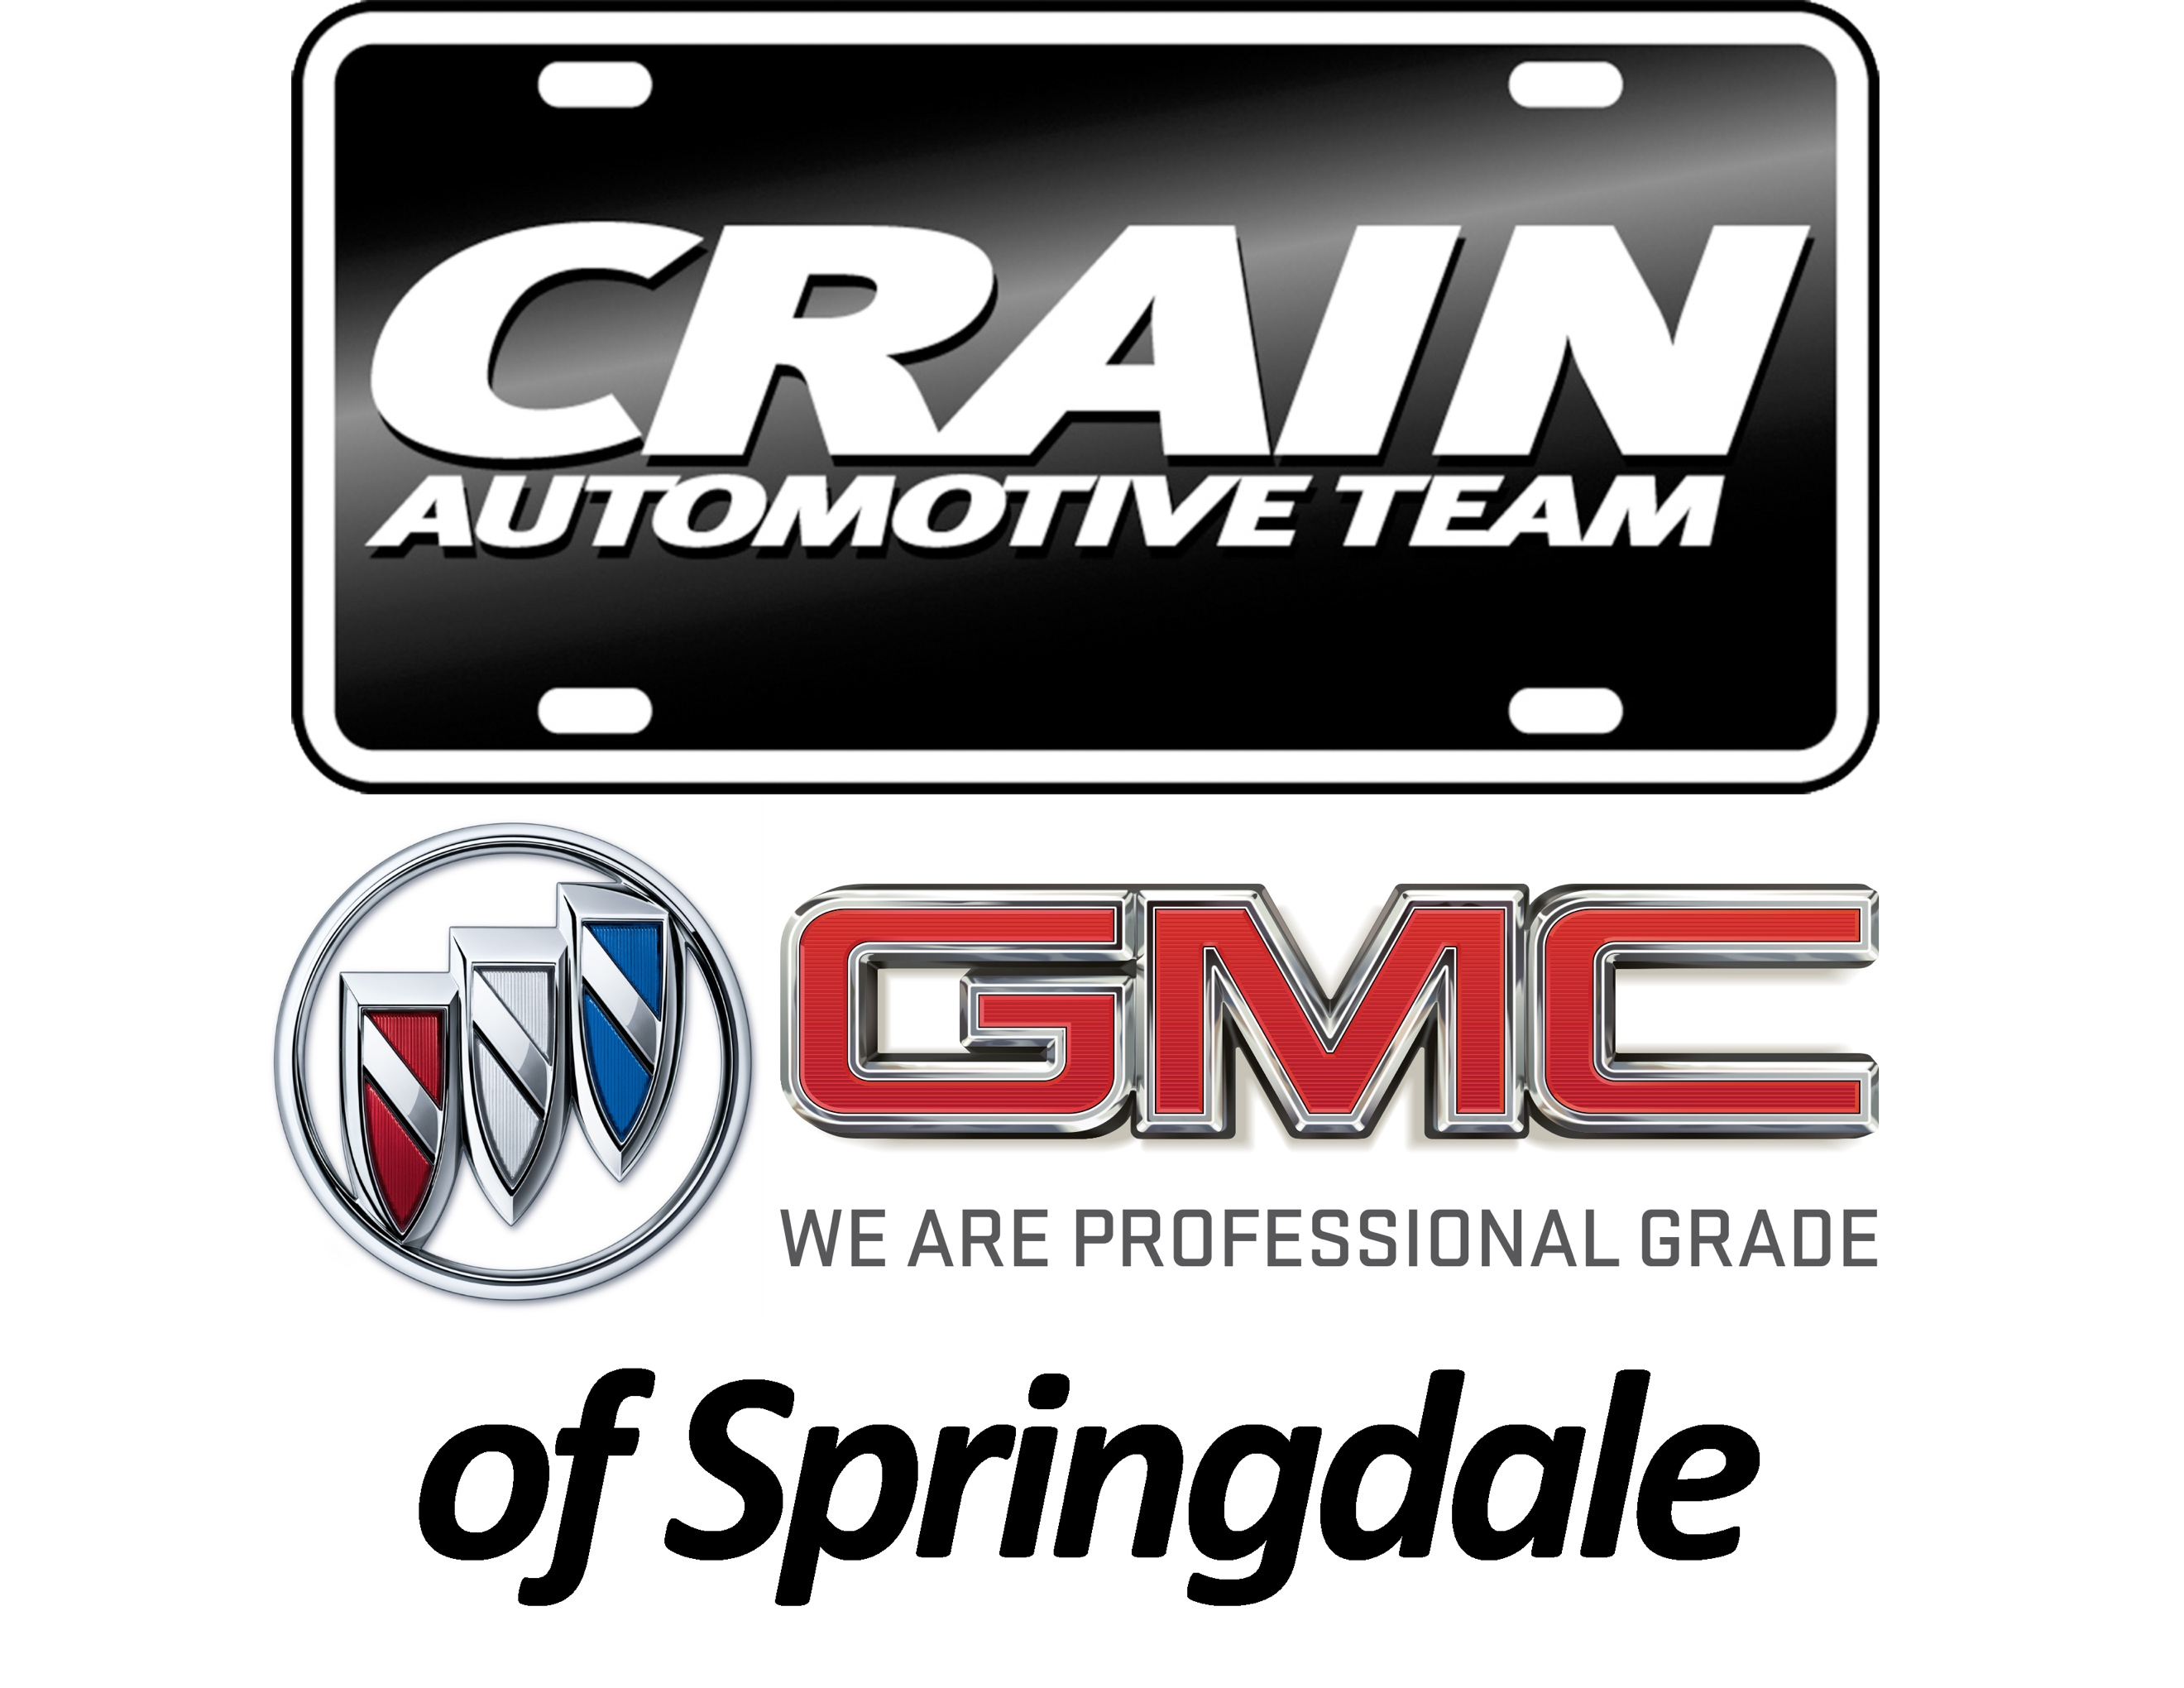 CRAIN
AUTOMOTIVE TEAM
GMC
WE ARE PROFESSIONAL GRADE
of Springdale